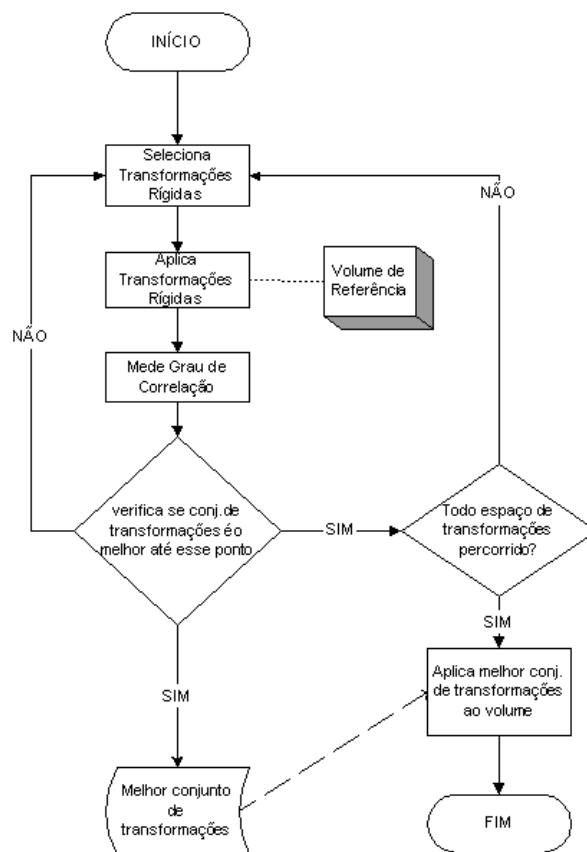 INÍCIO
Seleciona
Transformações
Rígidas
NÃO
Aplica
Transformações
Rígidas
Volume de
Referência
NÃO
Mede Grau de
Correlação
verifica se conj.de
transformações é o
melhor até esse ponto
SIM
Todo espaço de
transformações
percorrido?
SIM
SIM
Aplica melhor conj.
de transformações
ao volume
Melhor conjunto
de
transformações
FIM